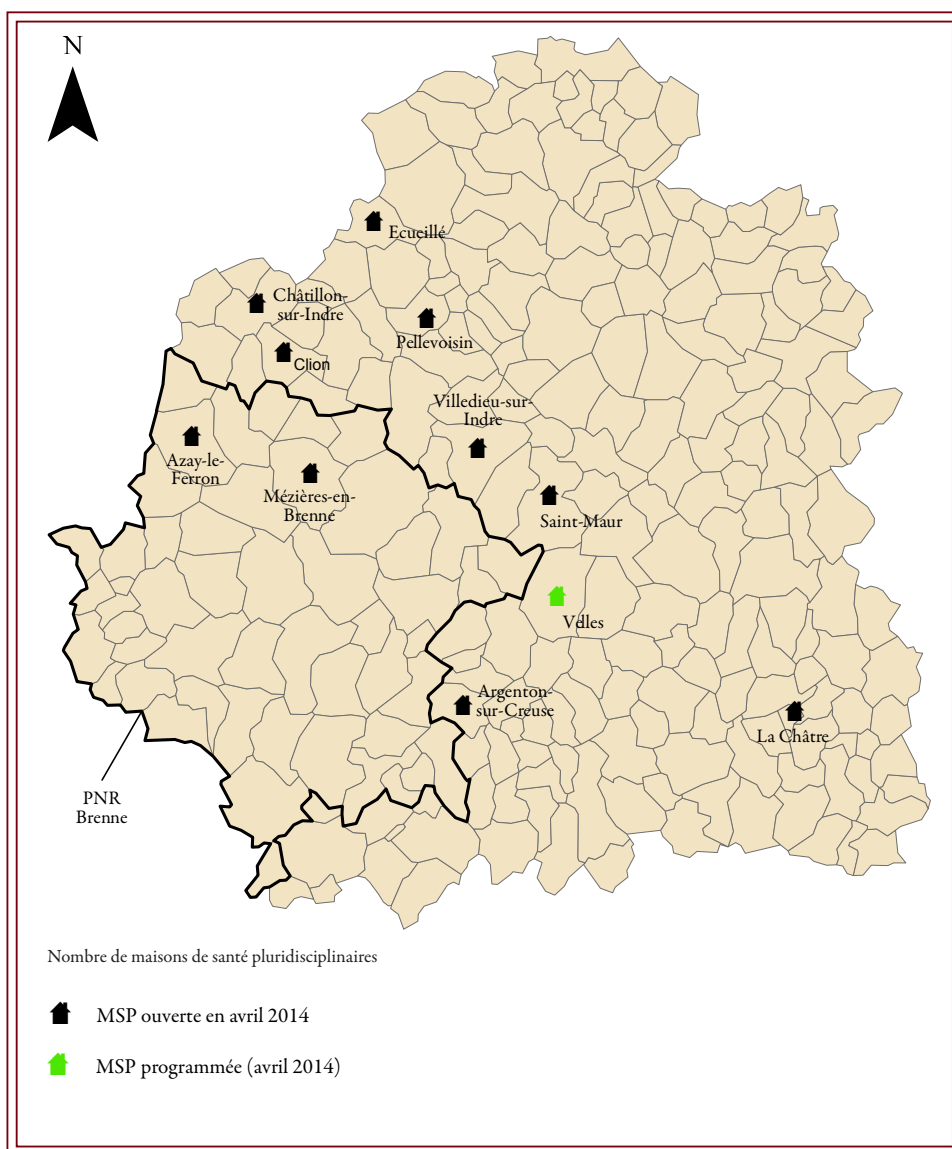 N
Ecueillé
Châtillon-
sur-Indre
Pellevoisin
Clion
Villedieu-sur-
Indre
Azay-le-
Ferron
Mézières-en-
Brenne
Saint-Maur
Velles
Argenton-
sur-Creuse
La Châtre
PNR
Brenne
Nombre de maisons de santé pluridisciplinaires
MSP ouverte en avril 2014
MSP programmée (avril 2014)